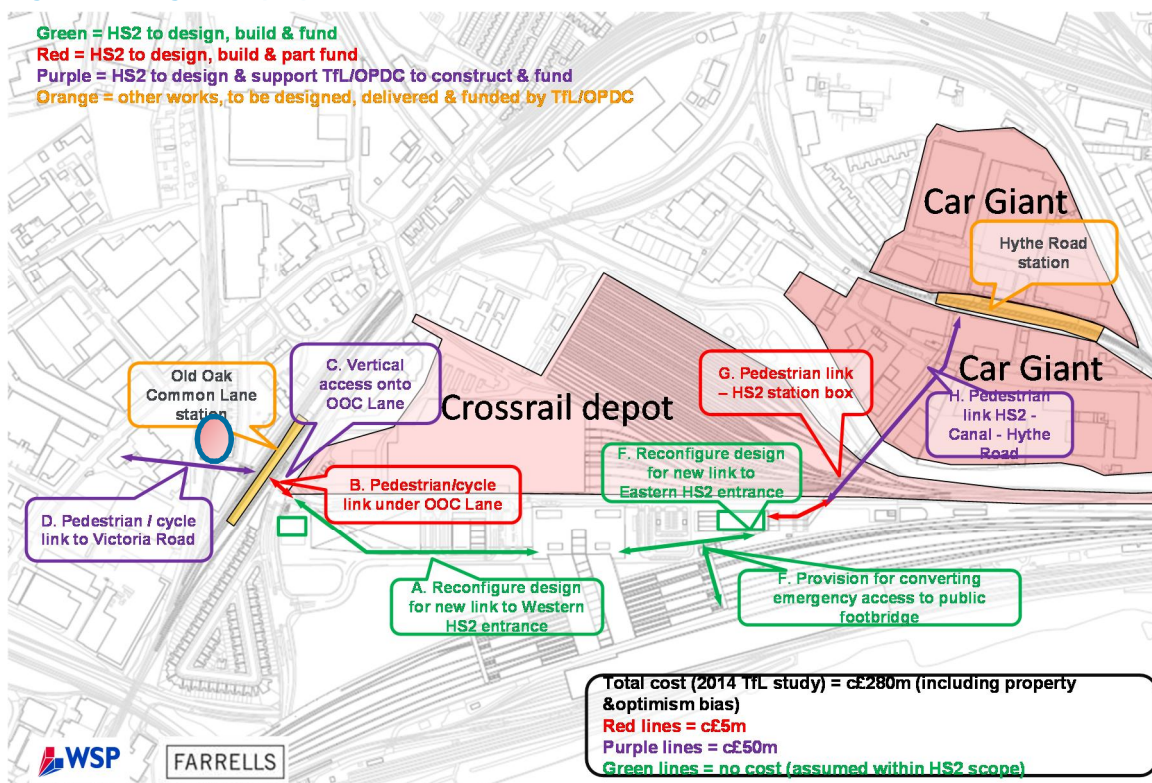 Green = HS2 to design, build & fund
Red = HS2 to design, build & part fund
Purple = HS2 to design & support TfL/OPDC to construct & fund
Orange = other works, to be designed, delivered & funded by TfL/OPDC
Car Giant
Hythe Road
station
Old Oak
Common Lane
station
C. Vertical
access onto
OOC Lane
Crossrail depot
G. Pedestrian link
– HS2 station box
Car Giant
H. Pedestrian
link HS2 -
Canal - Hythe
Road
F. Reconfigure design
for new link to
Eastern HS2 entrance
B. Pedestrian/cycle
link under OOC Lane
D. Pedestrian / cycle
link to Victoria Road
A. Reconfigure design
for new link to Western
HS2 entrance
F. Provision for converting
emergency access to public
footbridge
Total cost (2014 TfL study) = c£280m (including property
&optimism bias)
Red lines = c£5m
Purple lines = c£50m
Green lines = no cost (assumed within HS2 scope)
WSP
FARRELLS